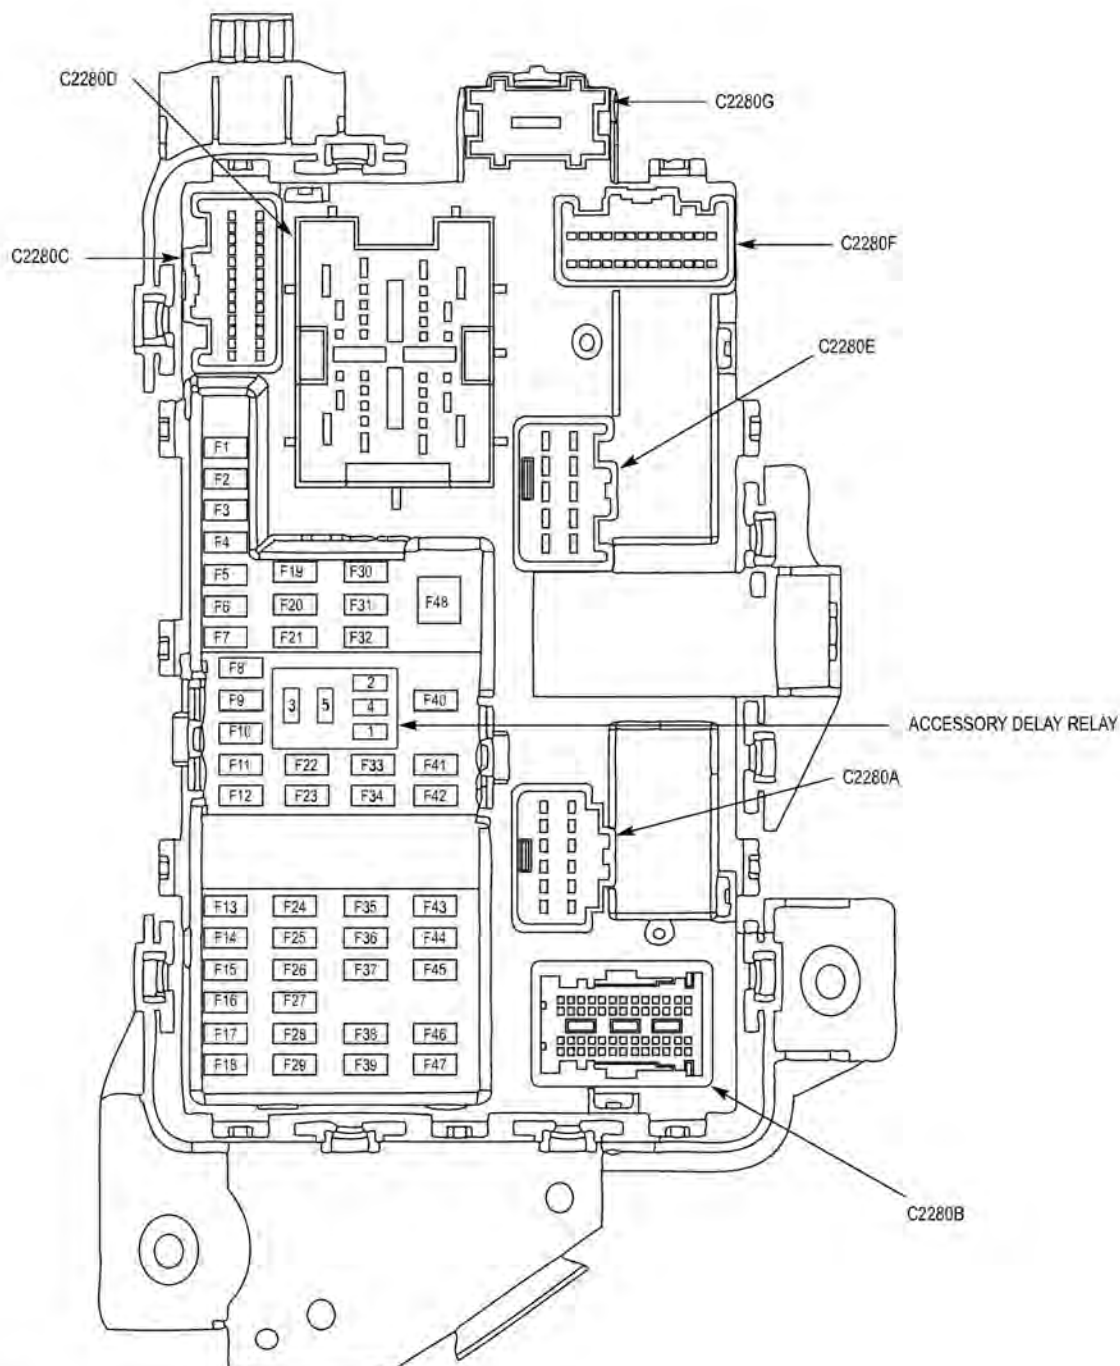 C2280D
C2280G
C2280C
C2280F
C2280E
F1
F2
F3
F4
F5 F19 F30
F6 F20 F31 F48
F7 F21 F32
F8
F9 3 5 2 4 1 F40
F10
ACCESSORY DELAY RELAY
F11 F22 F33 F41
F12 F23 F34 F42
C2280A
F13 F24 F35 F43
F14 F25 F36 F44
F15 F26 F37 F45
F16 F27
F17 F28 F38 F46
F18 F29 F39 F47
C2280B